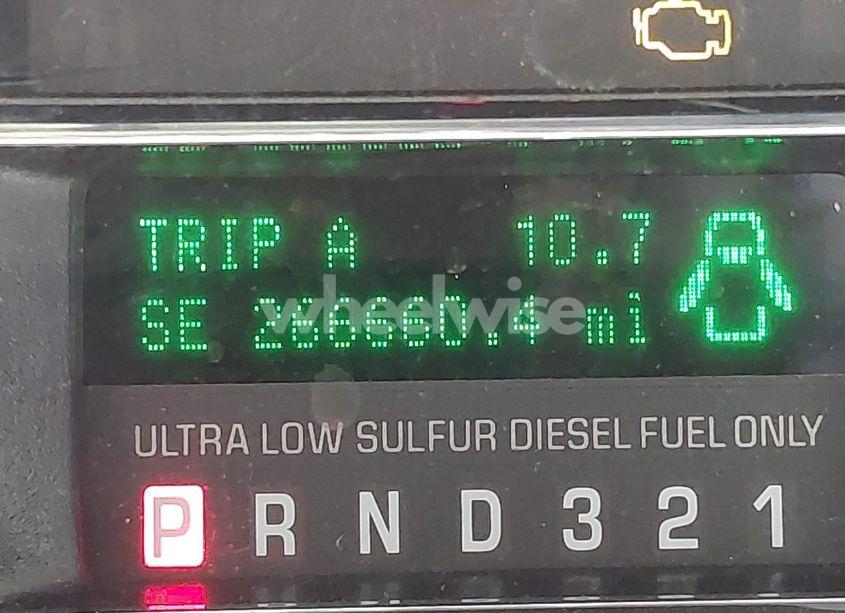 TRIP A 10.7
SE mi
wheelwise
ULTRA LOW SULFUR DIESEL FUEL ONLY
P R N D 3 2 1